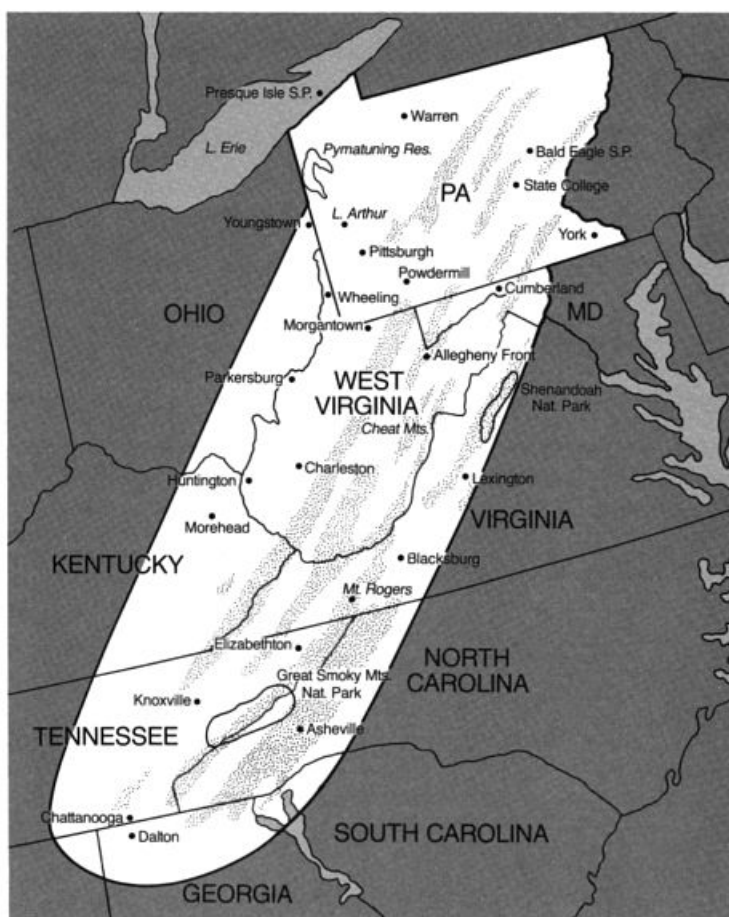 Presque Isle S.P.
Warren
L. Erie
Pymatuning Res.
Bald Eagle S.P.
PA
State College
Youngstown
L. Arthur
York
Pittsburgh
Powdermill
OHIO
Wheeling
Cumberland
MD
Morgantown
Allegheny Front
Parkersburg
WEST
VIRGINIA
Shenandoah
Nat. Park
Cheat Mts.
Charleston
Huntington
Lexington
Morehead
VIRGINIA
KENTUCKY
Blacksburg
Mt. Rogers
Elizabethton
Great Smoky Mts.
Nat. Park
NORTH
CAROLINA
Knoxville
TENNESSEE
Asheville
Chattanooga
Dalton
SOUTH CAROLINA
GEORGIA